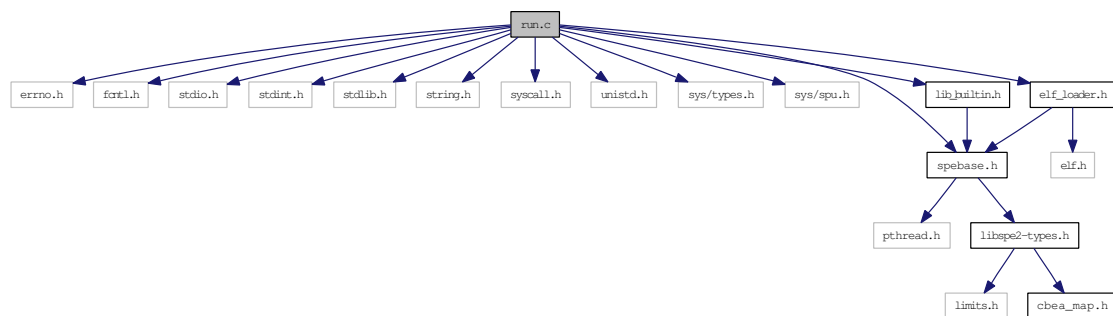 run.c
errno.h
fcntl.h
stdio.h
stdint.h
stdlib.h
string.h
syscall.h
unistd.h
sys/types.h
sys/spu.h
lib_builtin.h
elf_loader.h
spebase.h
elf.h
pthread.h
libspe2-types.h
limits.h
cbea_map.h